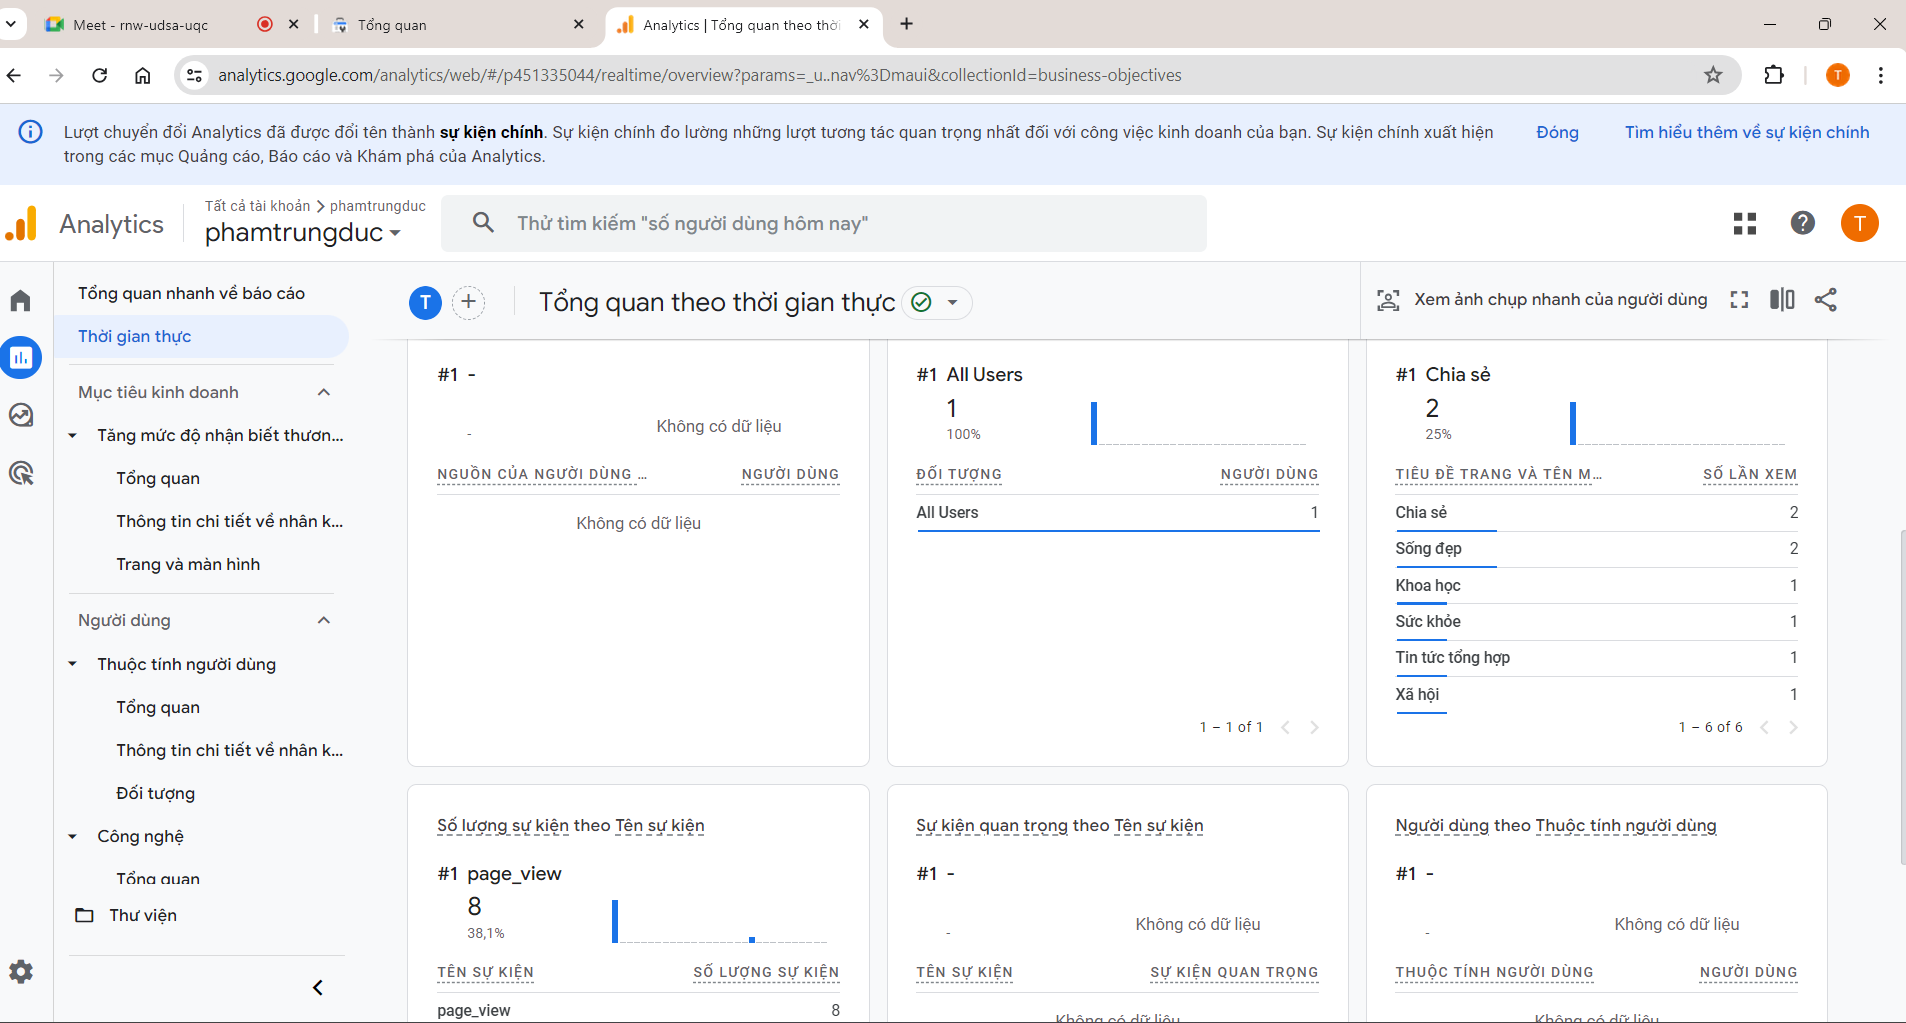 Meet - rnw-udsa-uqc
Tổng quan
Analytics | Tổng quan theo thời
analytics.google.com/analytics/web/#/p451335044/realtime/overview?params=_u..nav%3Dmaui&collectionId=business-objectives
T
Lượt chuyển đổi Analytics đã được đổi tên thành sự kiện chính. Sự kiện chính đo lường những lượt tương tác quan trọng nhất đối với công việc kinh doanh của bạn. Sự kiện chính xuất hiện
trong các mục Quảng cáo, Báo cáo và Khám phá của Analytics.
Đóng
Tìm hiểu thêm về sự kiện chính
Analytics
Tất cả tài khoản > phamtrungduc
phamtrungduc
Thử tìm kiếm "số người dùng hôm nay"
T
Tổng quan nhanh về báo cáo
Thời gian thực
Mục tiêu kinh doanh
Tăng mức độ nhận biết thươn...
Tổng quan
Thông tin chi tiết về nhân k...
Trang và màn hình
Người dùng
Thuộc tính người dùng
Tổng quan
Thông tin chi tiết về nhân k...
Đối tượng
Công nghệ
Tổng quan
Thư viện
T
Tổng quan theo thời gian thực
Xem ảnh chụp nhanh của người dùng
#1 -
-
Không có dữ liệu
NGUỒN CỦA NGƯỜI DÙNG ...
NGƯỜI DÙNG
Không có dữ liệu
#1 All Users
1
100%
ĐỐI TƯỢNG
NGƯỜI DÙNG
All Users 1
1 – 1 of 1
#1 Chia sẻ
2
25%
TIÊU ĐỀ TRANG VÀ TÊN M...
SỐ LẦN XEM
Chia sẻ 2
Sống đẹp 2
Khoa học 1
Sức khỏe 1
Tin tức tổng hợp 1
Xã hội 1
1 – 6 of 6
Số lượng sự kiện theo Tên sự kiện
#1 page_view
8
38,1%
TÊN SỰ KIỆN
SỐ LƯỢNG SỰ KIỆN
page_view 8
Sự kiện quan trọng theo Tên sự kiện
#1 -
-
Không có dữ liệu
TÊN SỰ KIỆN
SỰ KIỆN QUAN TRỌNG
Không có dữ liệu
Người dùng theo Thuộc tính người dùng
#1 -
-
Không có dữ liệu
THUỘC TÍNH NGƯỜI DÙNG
NGƯỜI DÙNG
Không có dữ liệu